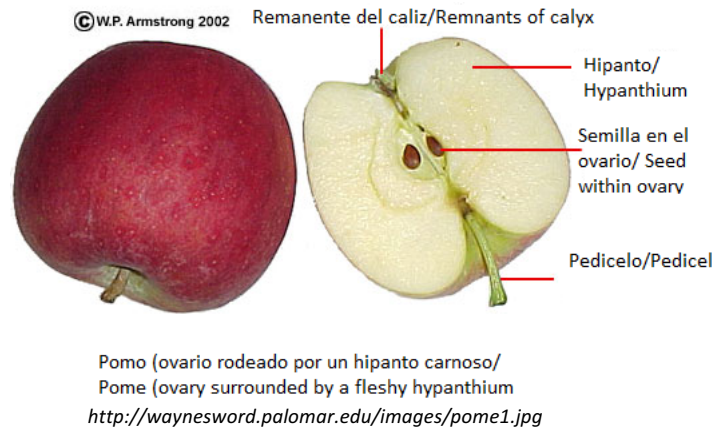 ©W.P. Armstrong 2002
Remanente del caliz/Remnants of calyx
Hipanto/
Hypanthium
Semilla en el
ovario/ Seed
within ovary
Pedicelo/Pedicel
Pomo (ovario rodeado por un hipanto carnoso/
Pome (ovary surrounded by a fleshy hypanthium
http://waynesword.palomar.edu/images/pome1.jpg